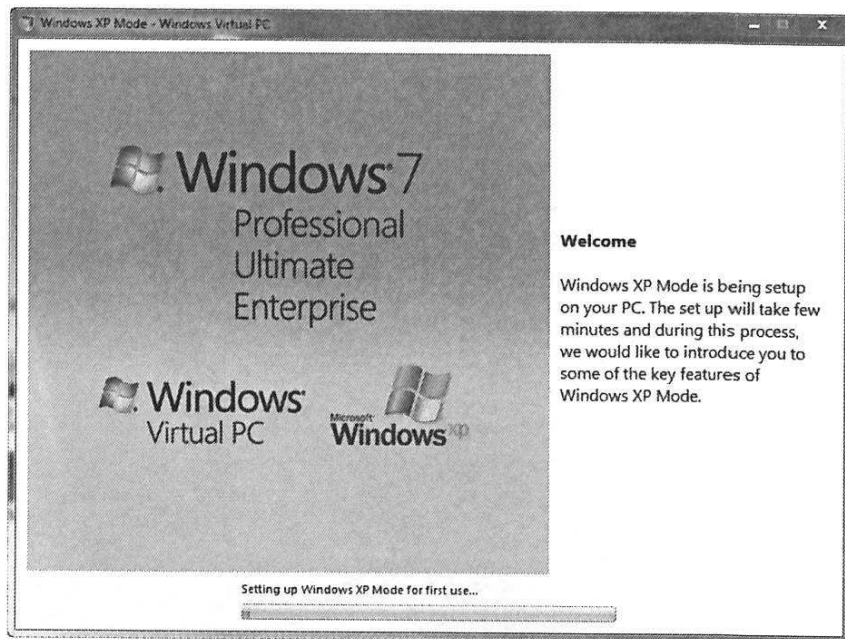 Windows XP Mode - Windows Virtual PC
Windows 7
Professional
Ultimate
Enterprise
Windows
Virtual PC
Microsoft
Windows xp
Welcome
Windows XP Mode is being setup
on your PC. The set up will take few
minutes and during this process,
we would like to introduce you to
some of the key features of
Windows XP Mode.
Setting up Windows XP Mode for first use...